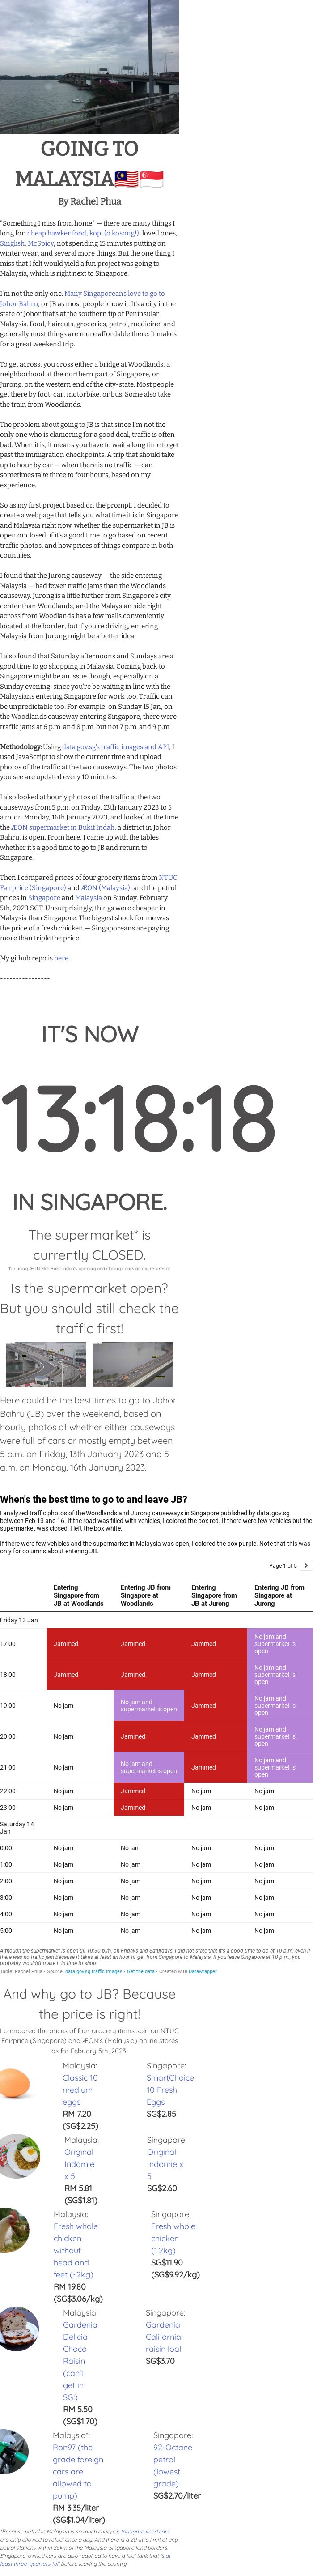 GOING TO
MALAYSIA🇲🇾🇸🇬
By Rachel Phua
"Something I miss from home" — there are many things I
long for: cheap hawker food, kopi (o kosong!), loved ones,
Singlish, McSpicy, not spending 15 minutes putting on
winter wear, and several more things. But the one thing I
miss that I felt would yield a fun project was going to
Malaysia, which is right next to Singapore.
I'm not the only one. Many Singaporeans love to go to
Johor Bahru, or JB as most people know it. It's a city in the
state of Johor that's at the southern tip of Peninsular
Malaysia. Food, haircuts, groceries, petrol, medicine, and
generally most things are more affordable there. It makes
for a great weekend trip.
To get across, you cross either a bridge at Woodlands, a
neighborhood at the northern part of Singapore, or
Jurong, on the western end of the city-state. Most people
get there by foot, car, motorbike, or bus. Some also take
the train from Woodlands.
The problem about going to JB is that since I'm not the
only one who is clamoring for a good deal, traffic is often
bad. When it is, means you have to wait a long time to get
past the immigration checkpoints. A trip that should take
up to hour by car — when there is no traffic — can
sometimes take three to four hours, based on my
experience.
So as my first project based on the prompt, I decided to
create a webpage that tells you what time it is in Singapore
and Malaysia right now, whether the supermarket in JB is
open or closed, if it's a good time to go based on recent
traffic photos, and how prices of things compare in both
countries.
I found that the Jurong causeway — the side entering
Malaysia — had fewer traffic jams than the Woodlands
causeway. Jurong is a little further from Singapore's city
center than Woodlands, and the Malaysian side right
across from Woodlands has a few malls conveniently
located at the border, but if you're driving, entering
Malaysia from Jurong might be a better idea.
I also found that Saturday afternoons and Sundays are a
good time to go shopping in Malaysia. Coming back to
Singapore might be an issue though, especially on a
Sunday evening, since you're be waiting in line with the
Malaysians entering Singapore for work too. Traffic can
be unpredictable too. For example, on Sunday 15 Jan, on
the Woodlands causeway entering Singapore, there were
traffic jams at 6 p.m. and 8 p.m. but not 7 p.m. and 9 p.m.
Methodology: Using data.gov.sg's traffic images and API, I
used JavaScript to show the current time and upload
photos of the traffic at the two causeways. The two photos
you see are updated every 10 minutes.
I also looked at hourly photos of the traffic at the two
causeways from 5 p.m. on Friday, 13th January 2023 to 5
a.m. on Monday, 16th January 2023, and looked at the time
the ÆON supermarket in Bukit Indah, a district in Johor
Bahru, is open. From here, I came up with the tables
whether it's a good time to go to JB and return to
Singapore.
Then I compared prices of four grocery items from NTUC
Fairprice (Singapore) and ÆON (Malaysia), and the petrol
prices in Singapore and Malaysia on Sunday, February
5th, 2023 SGT. Unsurprisingly, things were cheaper in
Malaysia than Singapore. The biggest shock for me was
the price of a fresh chicken — Singaporeans are paying
more than triple the price.
My github repo is here.
----------------
IT'S NOW
13:18:18
IN SINGAPORE.
The supermarket* is
currently CLOSED.
*I'm using ÆON Mall Bukit Indah's opening and closing hours as my reference.
Is the supermarket open?
But you should still check the
traffic first!
Here could be the best times to go to Johor
Bahru (JB) over the weekend, based on
hourly photos of whether either causeways
were full of cars or mostly empty between
5 p.m. on Friday, 13th January 2023 and 5
a.m. on Monday, 16th January 2023.
When's the best time to go to and leave JB?
I analyzed traffic photos of the Woodlands and Jurong causeways in Singapore published by data.gov.sg
between Feb 13 and 16. If the road was filled with vehicles, I colored the box red. If there were few vehicles but the
supermarket was closed, I left the box white.
If there were few vehicles and the supermarket in Malaysia was open, I colored the box purple. Note that this was
only for columns about entering JB.
Page 1 of 5 >
Entering Singapore from JB at Woodlands Entering JB from Singapore at Woodlands Entering Singapore from JB at Jurong Entering JB from Singapore at Jurong
Friday 13 Jan
17:00 Jammed Jammed Jammed No jam and supermarket is open
18:00 Jammed Jammed Jammed No jam and supermarket is open
19:00 No jam No jam and supermarket is open Jammed No jam and supermarket is open
20:00 No jam Jammed Jammed No jam and supermarket is open
21:00 No jam No jam and supermarket is open Jammed No jam and supermarket is open
22:00 No jam Jammed No jam No jam
23:00 No jam Jammed No jam No jam
Saturday 14 Jan
0:00 No jam No jam No jam No jam
1:00 No jam No jam No jam No jam
2:00 No jam No jam No jam No jam
3:00 No jam No jam No jam No jam
4:00 No jam No jam No jam No jam
5:00 No jam No jam No jam No jam
Although the supermarket is open till 10:30 p.m. on Fridays and Saturdays, I did not state that it's a good time to go at 10 p.m. even if
there was no traffic jam because it takes at least an hour to get from Singapore to Malaysia. If you leave Singapore at 10 p.m., you
probably wouldn't make it in time to shop.
Table: Rachel Phua • Source: data.gov.sg traffic images • Get the data • Created with Datawrapper
And why go to JB? Because
the price is right!
I compared the prices of four grocery items sold on NTUC
Fairprice (Singapore) and ÆON's (Malaysia) online stores
as for Febuary 5th, 2023.
Malaysia:
Classic 10
medium
eggs
RM 7.20
(SG$2.25)
Singapore:
SmartChoice
10 Fresh
Eggs
SG$2.85
Malaysia:
Original
Indomie
x 5
RM 5.81
(SG$1.81)
Singapore:
Original
Indomie x
5
SG$2.60
Malaysia:
Fresh whole
chicken
without
head and
feet (~2kg)
RM 19.80
(SG$3.06/kg)
Singapore:
Fresh whole
chicken
(1.2kg)
SG$11.90
(SG$9.92/kg)
Malaysia:
Gardenia
Delicia
Choco
Raisin
(can't
get in
SG!)
RM 5.50
(SG$1.70)
Singapore:
Gardenia
California
raisin loaf
SG$3.70
Malaysia*:
Ron97 (the
grade foreign
cars are
allowed to
pump)
RM 3.35/liter
(SG$1.04/liter)
Singapore:
92-Octane
petrol
(lowest
grade)
SG$2.70/liter
*Because petrol in Malaysia is so much cheaper, foreign-owned cars
are only allowed to refuel once a day. And there is a 20-litre limit at any
petrol stations within 25km of the Malaysia-Singapore land borders.
Singapore-owned cars are also required to have a fuel tank that is at
least three-quarters full before leaving the country.